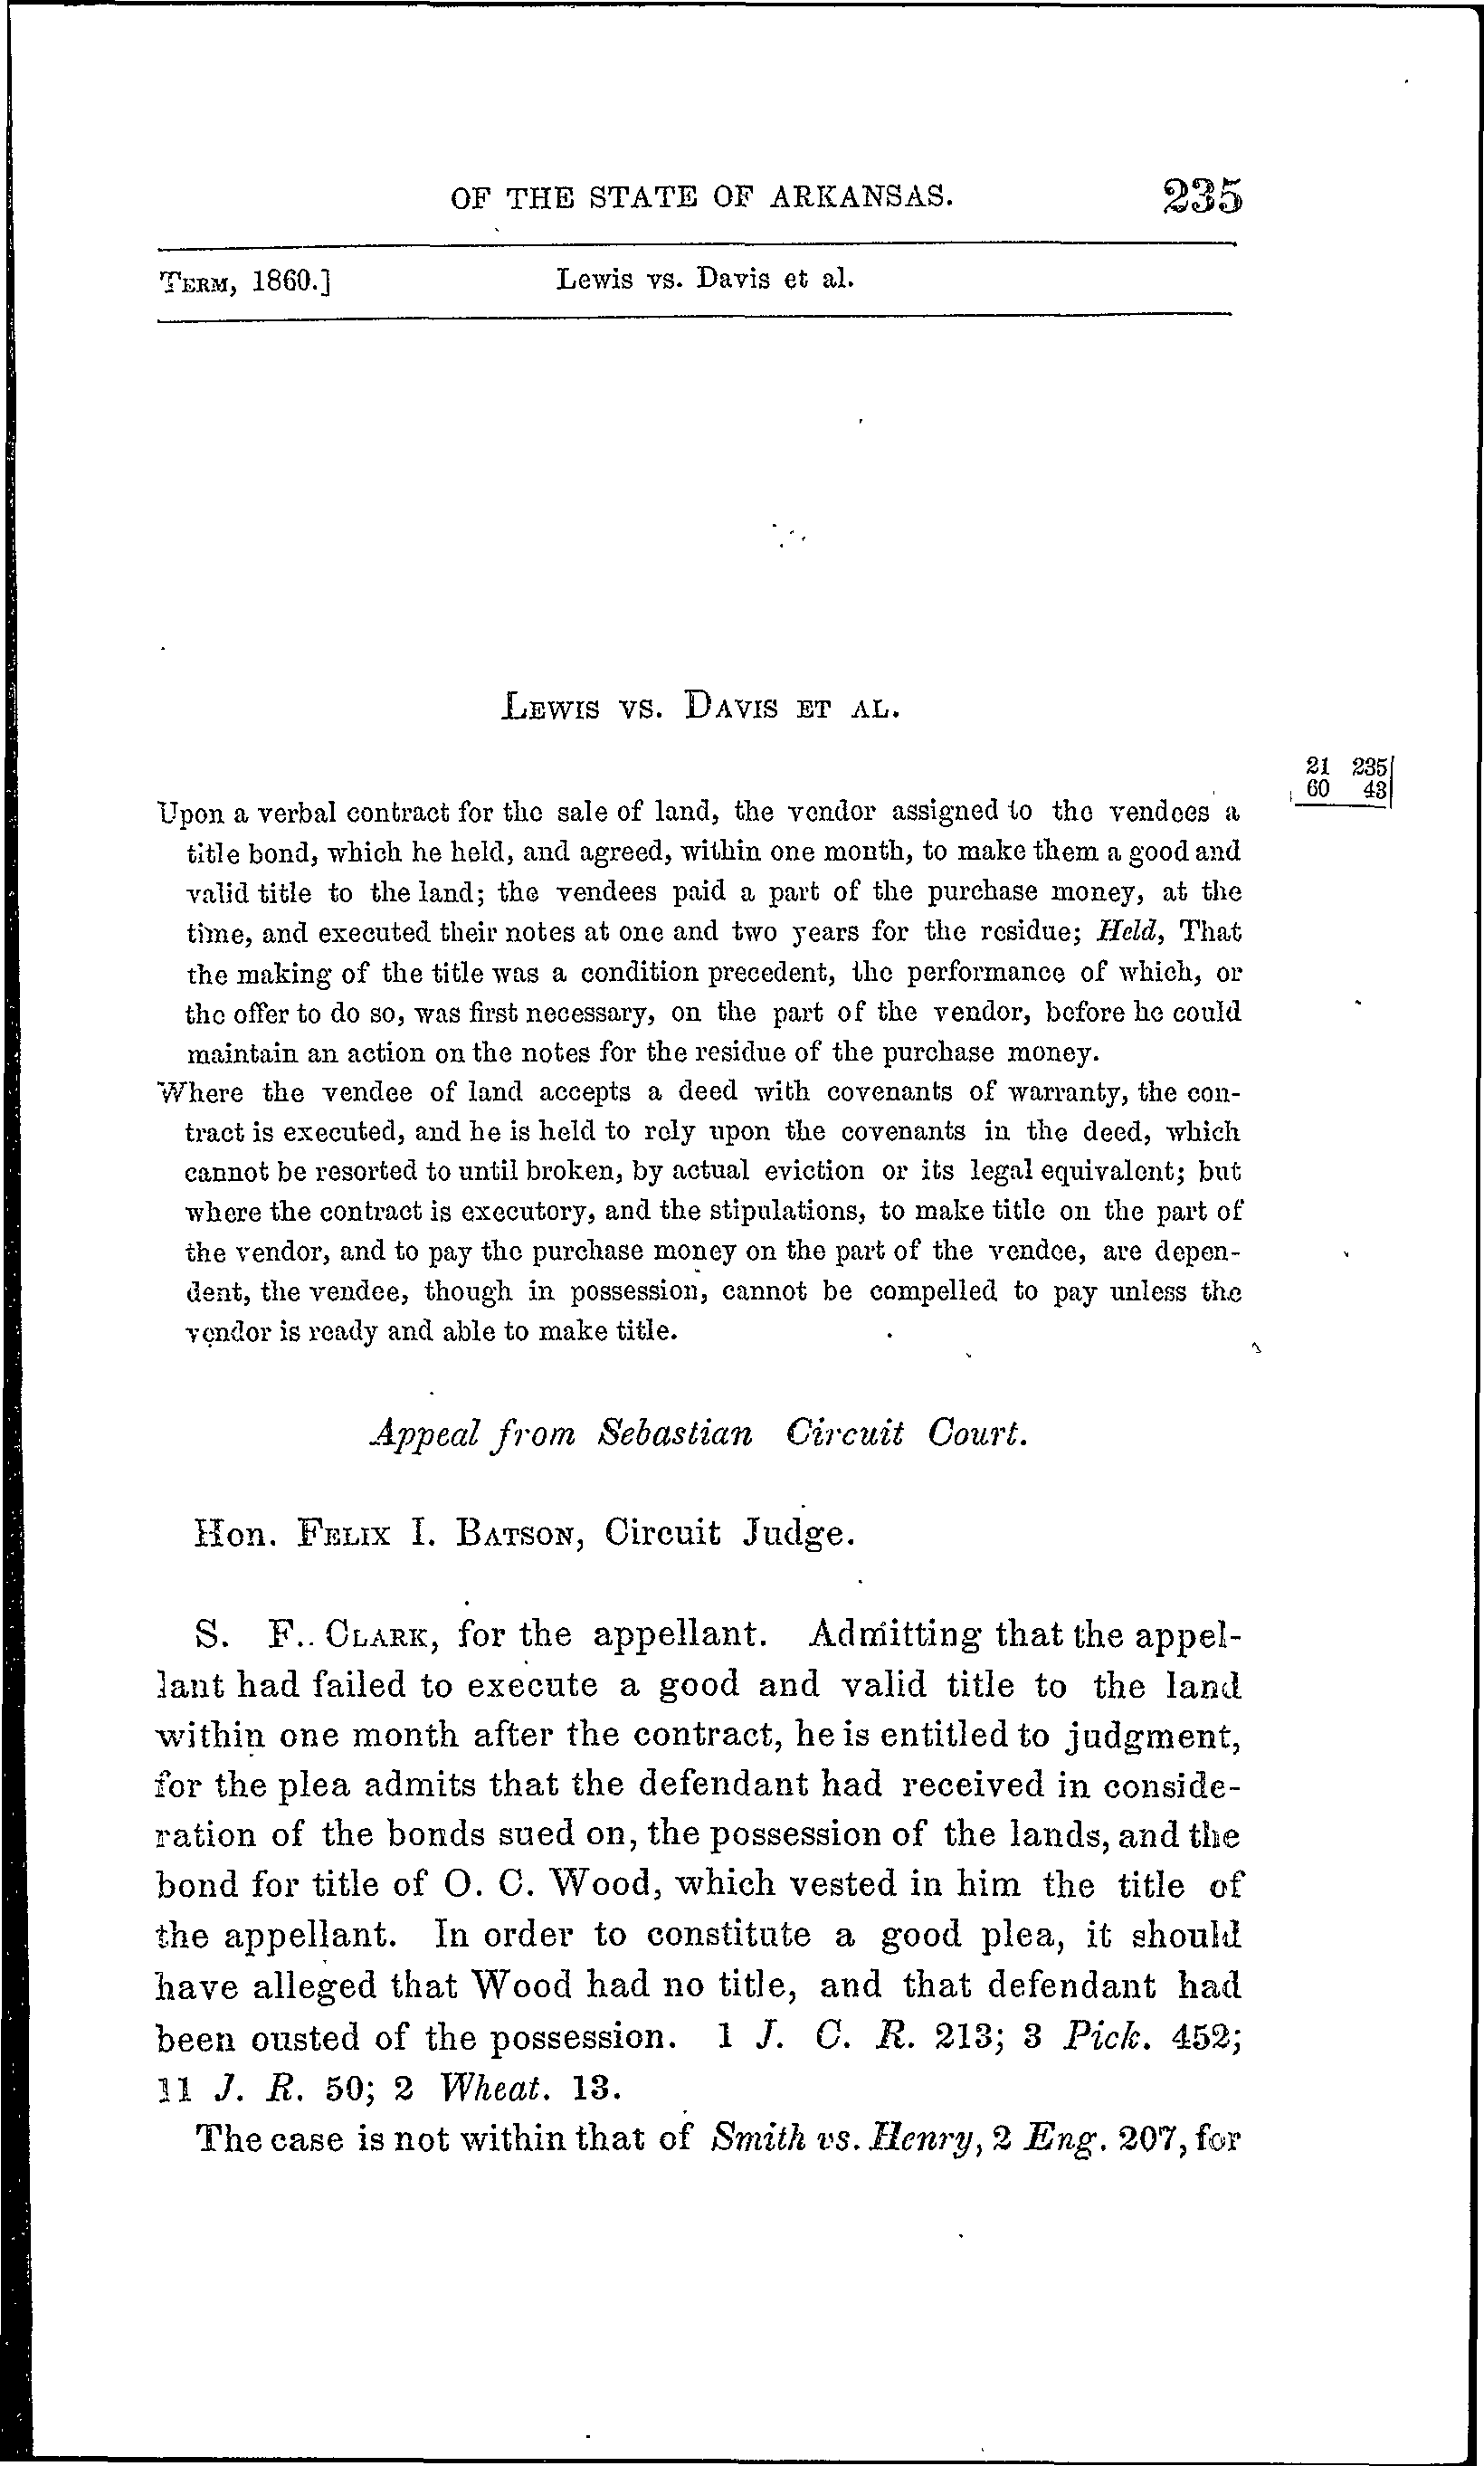 OF THE STATE OF ARKANSAS. 235
TERM, 1860.] Lewis vs. Davis et al.
LEWIS VS. DAVIS ET AL.
21 235
60 43
Upon a verbal contract for the sale of land, the vendor assigned to the vendees a
title bond, which he held, and agreed, within one month, to make them a good and
valid title to the land; the vendees paid a part of the purchase money, at the
time, and executed their notes at one and two years for the residue; Held, That
the making of the title was a condition precedent, the performance of which, or
the offer to do so, was first necessary, on the part of the vendor, before he could
maintain an action on the notes for the residue of the purchase money.
Where the vendee of land accepts a deed with covenants of warranty, the con-
tract is executed, and he is held to rely upon the covenants in the deed, which
cannot be resorted to until broken, by actual eviction or its legal equivalent; but
where the contract is executory, and the stipulations, to make title on the part of
the vendor, and to pay the purchase money on the part of the vendee, are depen-
dent, the vendee, though in possession, cannot be compelled to pay unless the
vendor is ready and able to make title.
Appeal from Sebastian Circuit Court.
Hon. FELIX I. BATSON, Circuit Judge.
S. F.. CLARK, for the appellant. Admitting that the appel-
lant had failed to execute a good and valid title to the land
within one month after the contract, he is entitled to judgment,
for the plea admits that the defendant had received in conside-
ration of the bonds sued on, the possession of the lands, and the
bond for title of O. C. Wood, which vested in him the title of
the appellant. In order to constitute a good plea, it should
have alleged that Wood had no title, and that defendant had
been ousted of the possession. 1 J. C. R. 213; 3 Pick. 452;
11 J. R. 50; 2 Wheat. 13.
The case is not within that of Smith vs. Henry, 2 Eng. 207, for